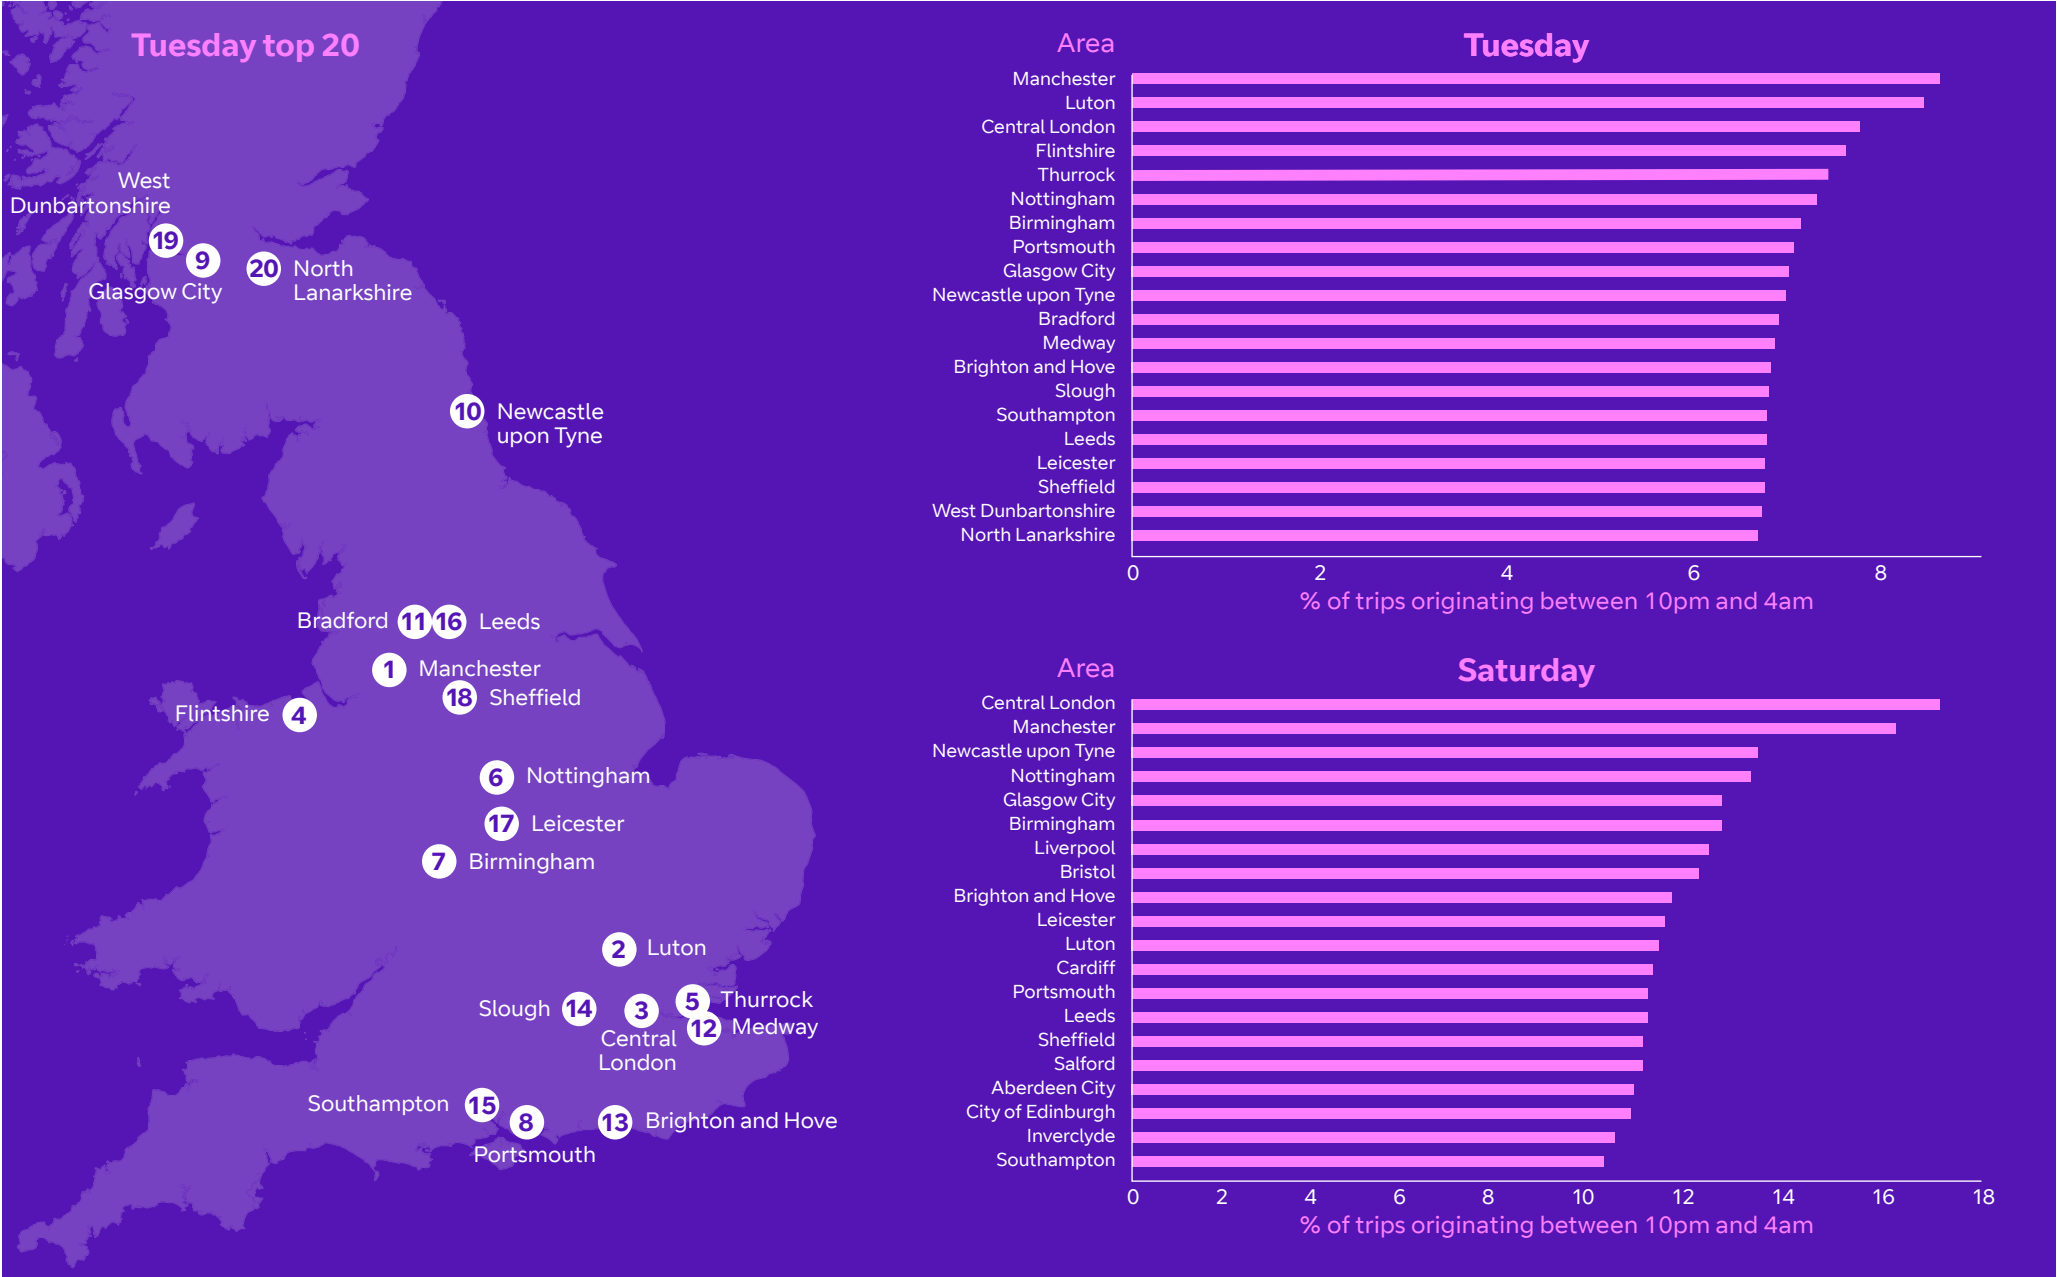 Tuesday top 20
West
Dunbartonshire
19
9
20
North
Lanarkshire
Glasgow City
10
Newcastle
upon Tyne
Bradford
11
16
Leeds
1
Manchester
18
Sheffield
Flintshire
4
6
Nottingham
17
Leicester
7
Birmingham
2
Luton
Slough
14
3
Central
London
5
Thurrock
12
Medway
Southampton
15
8
Portsmouth
13
Brighton and Hove
Area
Tuesday
Manchester
Luton
Central London
Flintshire
Thurrock
Nottingham
Birmingham
Portsmouth
Glasgow City
Newcastle upon Tyne
Bradford
Medway
Brighton and Hove
Slough
Southampton
Leeds
Leicester
Sheffield
West Dunbartonshire
North Lanarkshire
0 2 4 6 8
% of trips originating between 10pm and 4am
Area
Saturday
Central London
Manchester
Newcastle upon Tyne
Nottingham
Glasgow City
Birmingham
Liverpool
Bristol
Brighton and Hove
Leicester
Luton
Cardiff
Portsmouth
Leeds
Sheffield
Salford
Aberdeen City
City of Edinburgh
Inverclyde
Southampton
0 2 4 6 8 10 12 14 16 18
% of trips originating between 10pm and 4am